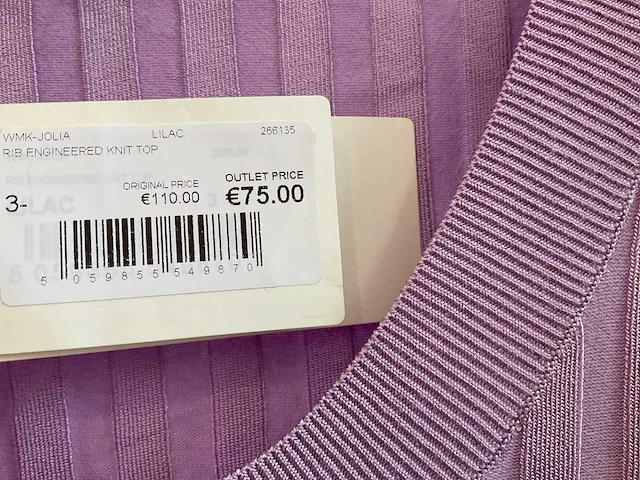 WMK-JOLIA LILAC 266135
RIB ENGINEERED KNIT TOP
ORIGINAL PRICE OUTLET PRICE
3- €110.00 €75.00
5 059855 549870